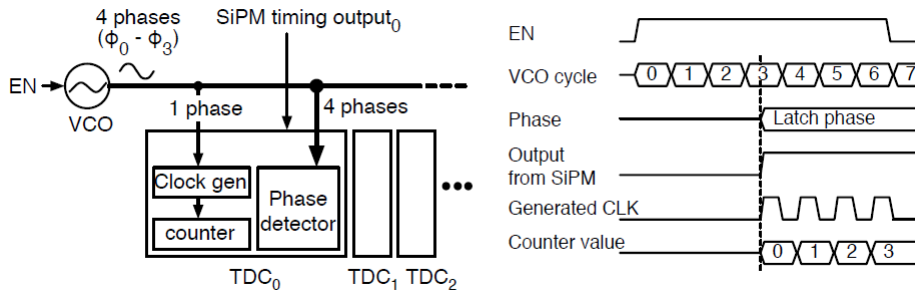 4 phases
(Φ0 - Φ3)
SiPM timing output0
EN
VCO
1 phase
4 phases
Clock gen
counter
Phase
detector
TDC0
TDC1
TDC2
EN
VCO cycle
0 1 2 3 4 5 6 7
Phase
Latch phase
Output
from SiPM
Generated CLK
Counter value
0 1 2 3